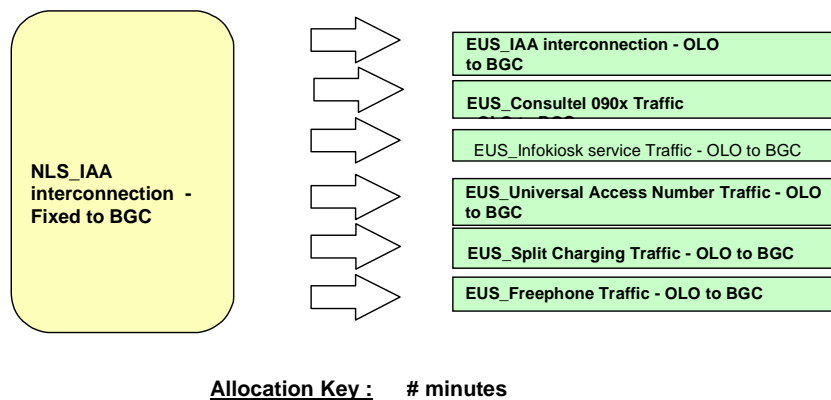 NLS_IAA
interconnection -
Fixed to BGC
EUS_IAA interconnection - OLO
to BGC
EUS_Consultel 090x Traffic
EUS_Infokiosk service Traffic - OLO to BGC
EUS_Universal Access Number Traffic - OLO
to BGC
EUS_Split Charging Traffic - OLO to BGC
EUS_Freephone Traffic - OLO to BGC
Allocation Key : # minutes